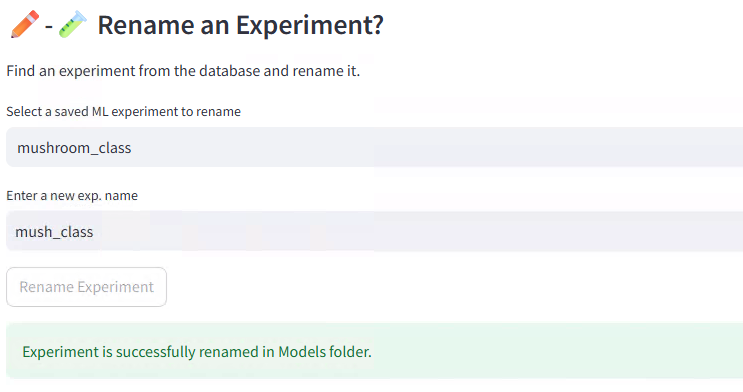 - Rename an Experiment?
Find an experiment from the database and rename it.
Select a saved ML experiment to rename
mushroom_class
Enter a new exp. name
mush_class
Rename Experiment
Experiment is successfully renamed in Models folder.